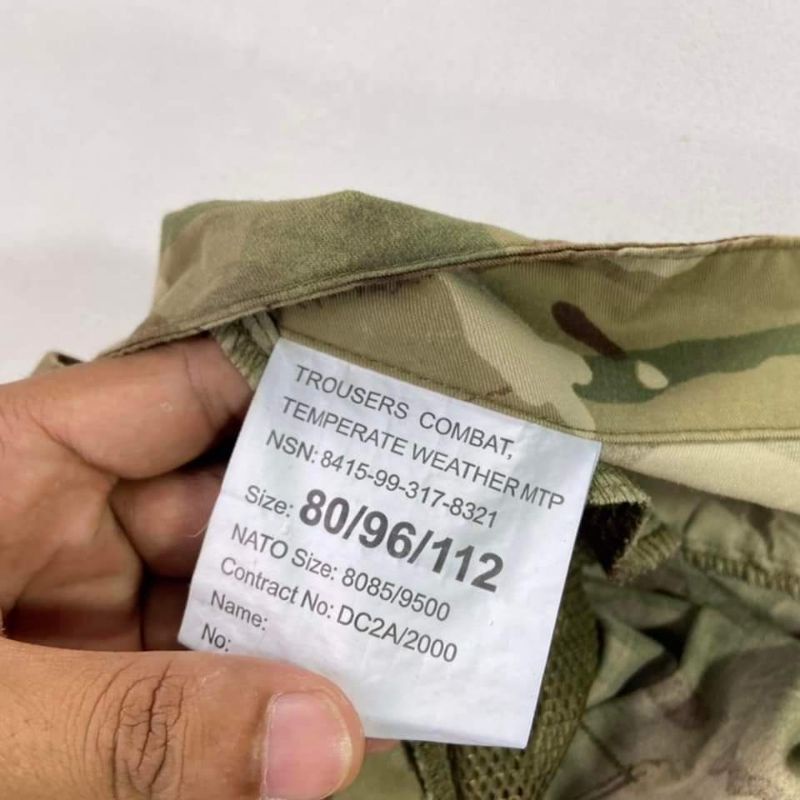 TROUSERS COMBAT,
TEMPERATE WEATHER MTP
NSN: 8415-99-317-8321
Size: 80/96/112
NATO Size: 8085/9500
Contract No: DC2A/2000
Name:
No: